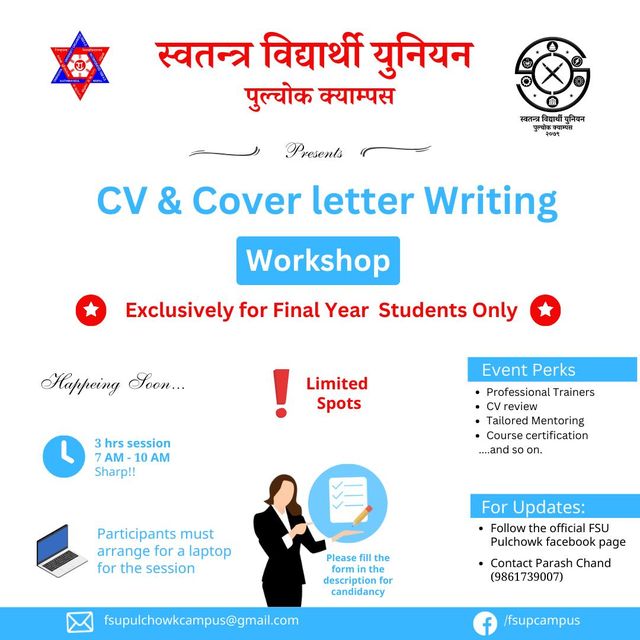 स्वतन्त्र विद्यार्थी युनियन
पुल्चोक क्याम्पस
स्वतन्त्र विद्यार्थी युनियन
पुल्चोक क्याम्पस
२०७९
Presents
CV & Cover letter Writing
Workshop
Exclusively for Final Year Students Only
Happeing Soon...
Limited
Spots
Event Perks
• Professional Trainers
• CV review
• Tailored Mentoring
• Course certification
....and so on.
3 hrs session
7 AM - 10 AM
Sharp!!
Participants must
arrange for a laptop
for the session
Please fill the
form in the
description for
candidancy
For Updates:
• Follow the official FSU
Pulchowk facebook page
• Contact Parash Chand
(9861739007)
fsupulchowkcampus@gmail.com
/fsupcampus